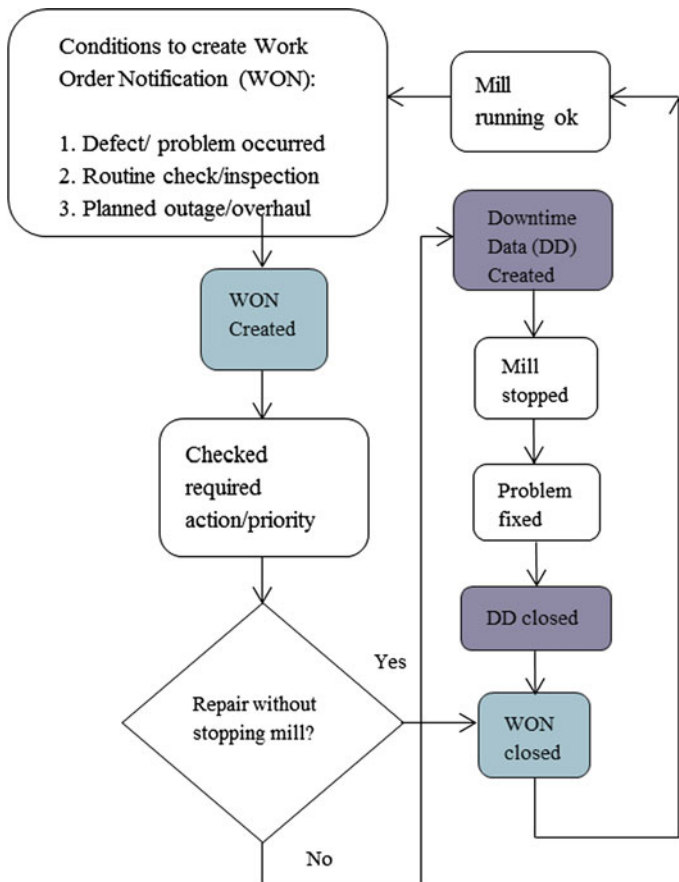 Conditions to create Work
Order Notification (WON):
1. Defect/ problem occurred
2. Routine check/inspection
3. Planned outage/overhaul
Mill
running ok
WON
Created
Checked
required
action/priority
Repair without
stopping mill?
Yes
No
Downtime
Data (DD)
Created
Mill
stopped
Problem
fixed
DD closed
WON
closed